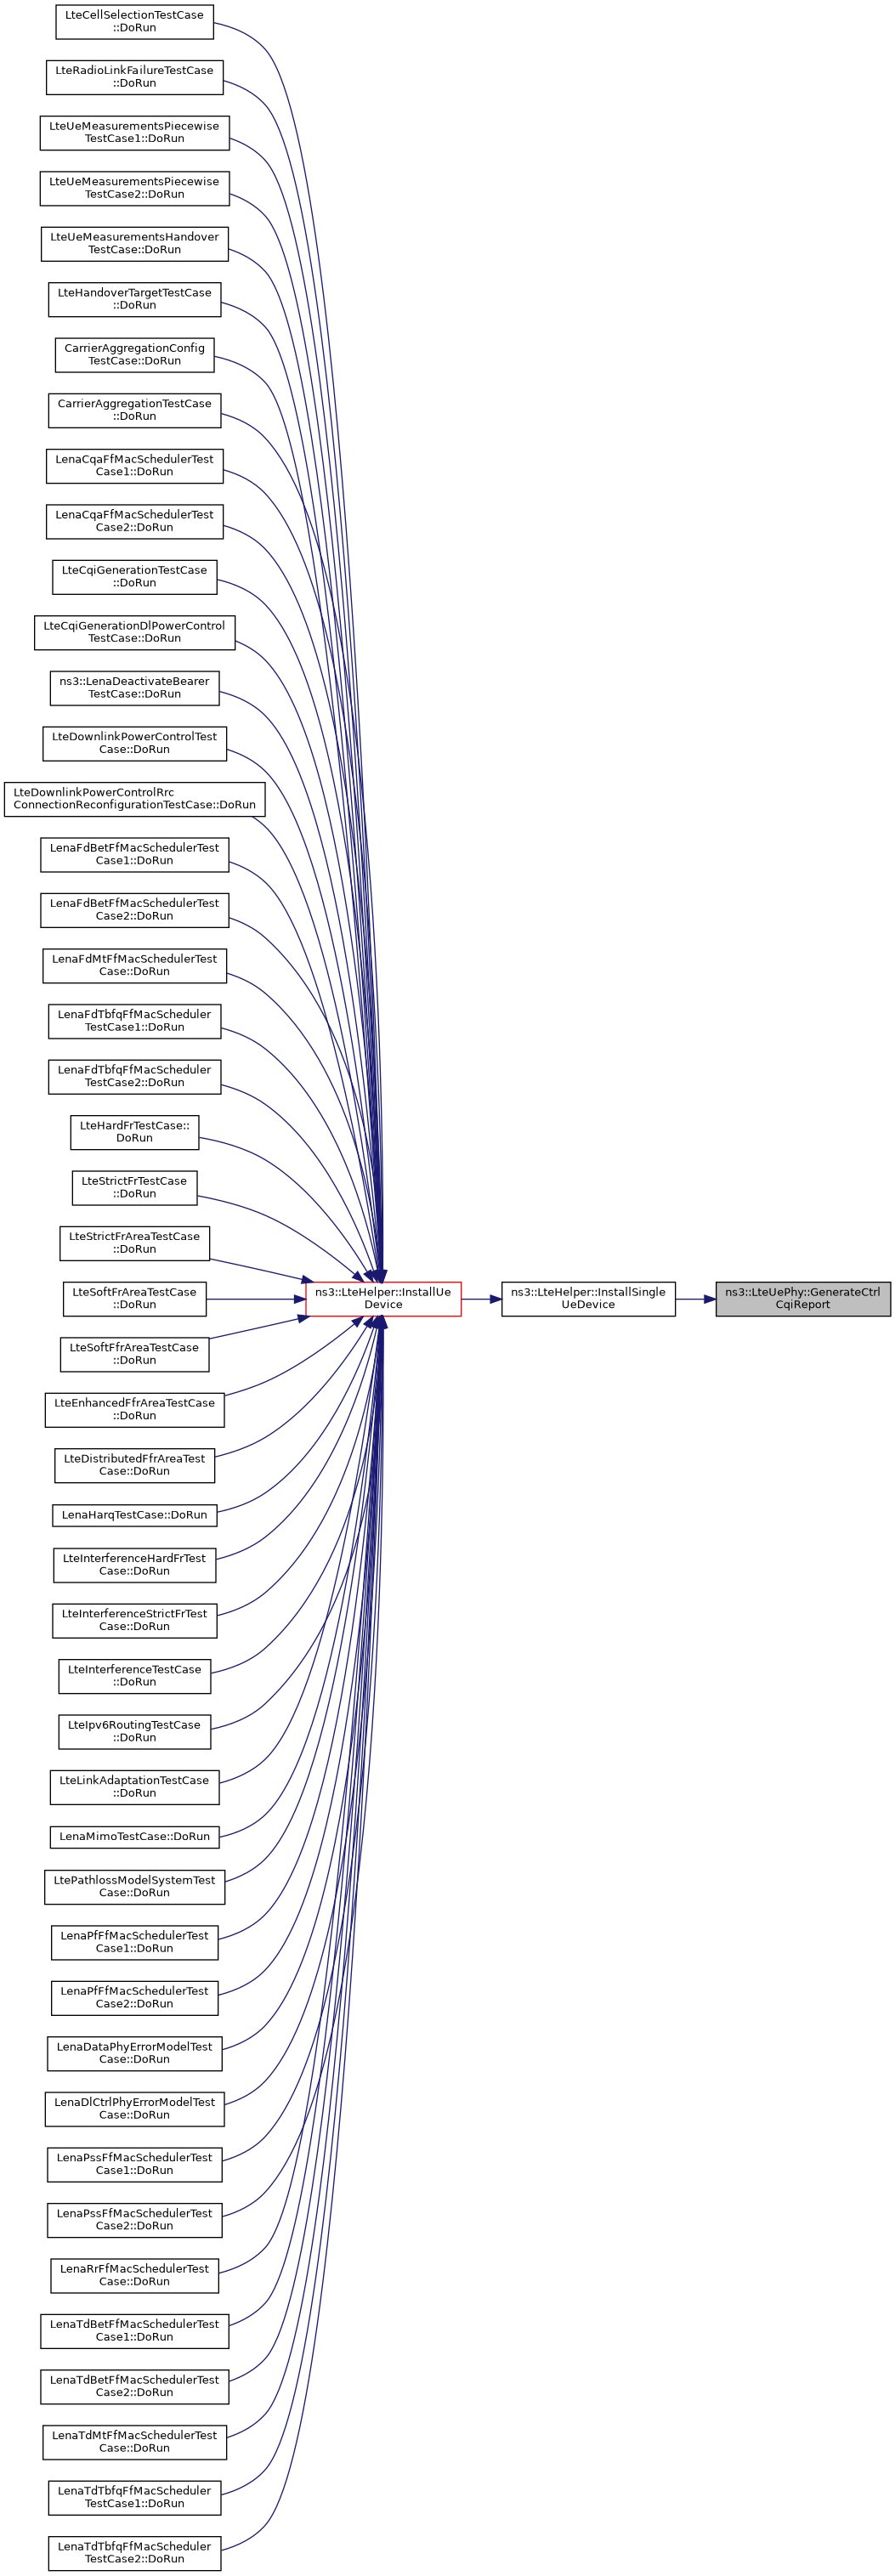 LteCellSelectionTestCase
::DoRun
LteRadioLinkFailureTestCase
::DoRun
LteUeMeasurementsPiecewise
TestCase1::DoRun
LteUeMeasurementsPiecewise
TestCase2::DoRun
LteUeMeasurementsHandover
TestCase::DoRun
LteHandoverTargetTestCase
::DoRun
CarrierAggregationConfig
TestCase::DoRun
CarrierAggregationTestCase
::DoRun
LenaCqaFfMacSchedulerTest
Case1::DoRun
LenaCqaFfMacSchedulerTest
Case2::DoRun
LteCqiGenerationTestCase
::DoRun
LteCqiGenerationDlPowerControl
TestCase::DoRun
ns3::LenaDeactivateBearer
TestCase::DoRun
LteDownlinkPowerControlTest
Case::DoRun
LteDownlinkPowerControlRrc
ConnectionReconfigurationTestCase::DoRun
LenaFdBetFfMacSchedulerTest
Case1::DoRun
LenaFdBetFfMacSchedulerTest
Case2::DoRun
LenaFdMtFfMacSchedulerTest
Case::DoRun
LenaFdTbfqFfMacScheduler
TestCase1::DoRun
LenaFdTbfqFfMacScheduler
TestCase2::DoRun
LteHardFrTestCase::
DoRun
LteStrictFrTestCase
::DoRun
LteStrictFrAreaTestCase
::DoRun
LteSoftFrAreaTestCase
::DoRun
LteSoftFfrAreaTestCase
::DoRun
LteEnhancedFfrAreaTestCase
::DoRun
LteDistributedFfrAreaTest
Case::DoRun
LenaHarqTestCase::DoRun
LteInterferenceHardFrTest
Case::DoRun
LteInterferenceStrictFrTest
Case::DoRun
LteInterferenceTestCase
::DoRun
LteIpv6RoutingTestCase
::DoRun
LteLinkAdaptationTestCase
::DoRun
LenaMimoTestCase::DoRun
LtePathlossModelSystemTest
Case::DoRun
LenaPfFfMacSchedulerTest
Case1::DoRun
LenaPfFfMacSchedulerTest
Case2::DoRun
LenaDataPhyErrorModelTest
Case::DoRun
LenaDlCtrlPhyErrorModelTest
Case::DoRun
LenaPssFfMacSchedulerTest
Case1::DoRun
LenaPssFfMacSchedulerTest
Case2::DoRun
LenaRrFfMacSchedulerTest
Case::DoRun
LenaTdBetFfMacSchedulerTest
Case1::DoRun
LenaTdBetFfMacSchedulerTest
Case2::DoRun
LenaTdMtFfMacSchedulerTest
Case::DoRun
LenaTdTbfqFfMacScheduler
TestCase1::DoRun
LenaTdTbfqFfMacScheduler
TestCase2::DoRun
ns3::LteHelper::InstallUe
Device
ns3::LteHelper::InstallSingle
UeDevice
ns3::LteUePhy::GenerateCtrl
CqiReport